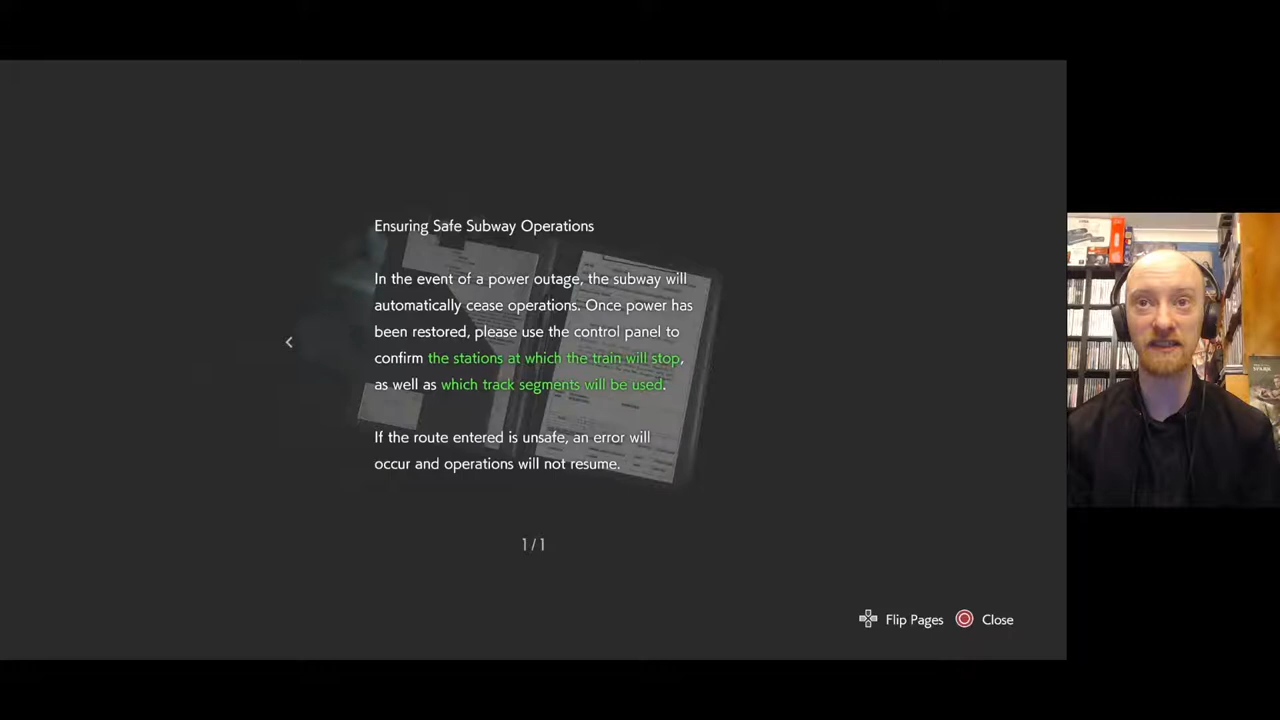 Ensuring Safe Subway Operations
In the event of a power outage, the subway will
automatically cease operations. Once power has
been restored, please use the control panel to
confirm the stations at which the train will stop,
as well as which track segments will be used.
If the route entered is unsafe, an error will
occur and operations will not resume.
1/1
Flip Pages Close